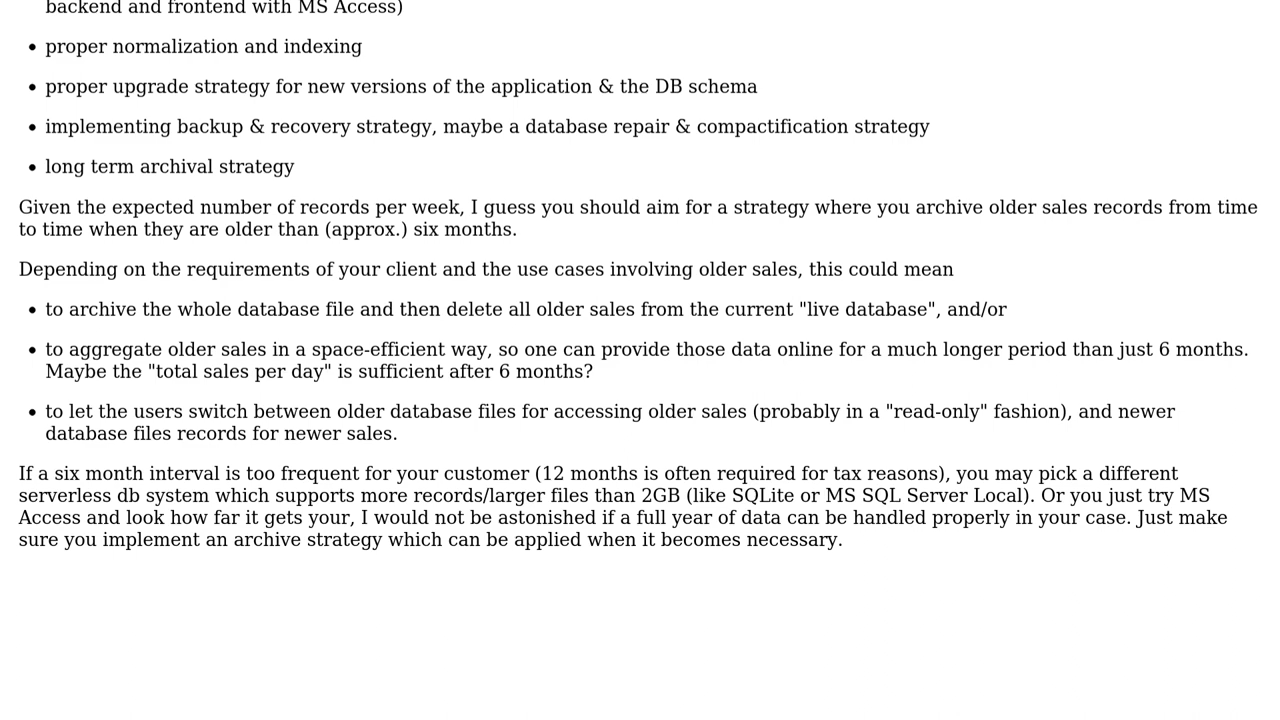 backend and frontend with MS Access)
• proper normalization and indexing
• proper upgrade strategy for new versions of the application & the DB schema
• implementing backup & recovery strategy, maybe a database repair & compactification strategy
• long term archival strategy
Given the expected number of records per week, I guess you should aim for a strategy where you archive older sales records from time
to time when they are older than (approx.) six months.
Depending on the requirements of your client and the use cases involving older sales, this could mean
• to archive the whole database file and then delete all older sales from the current "live database", and/or
• to aggregate older sales in a space-efficient way, so one can provide those data online for a much longer period than just 6 months.
Maybe the "total sales per day" is sufficient after 6 months?
• to let the users switch between older database files for accessing older sales (probably in a "read-only" fashion), and newer
database files records for newer sales.
If a six month interval is too frequent for your customer (12 months is often required for tax reasons), you may pick a different
serverless db system which supports more records/larger files than 2GB (like SQLite or MS SQL Server Local). Or you just try MS
Access and look how far it gets your, I would not be astonished if a full year of data can be handled properly in your case. Just make
sure you implement an archive strategy which can be applied when it becomes necessary.